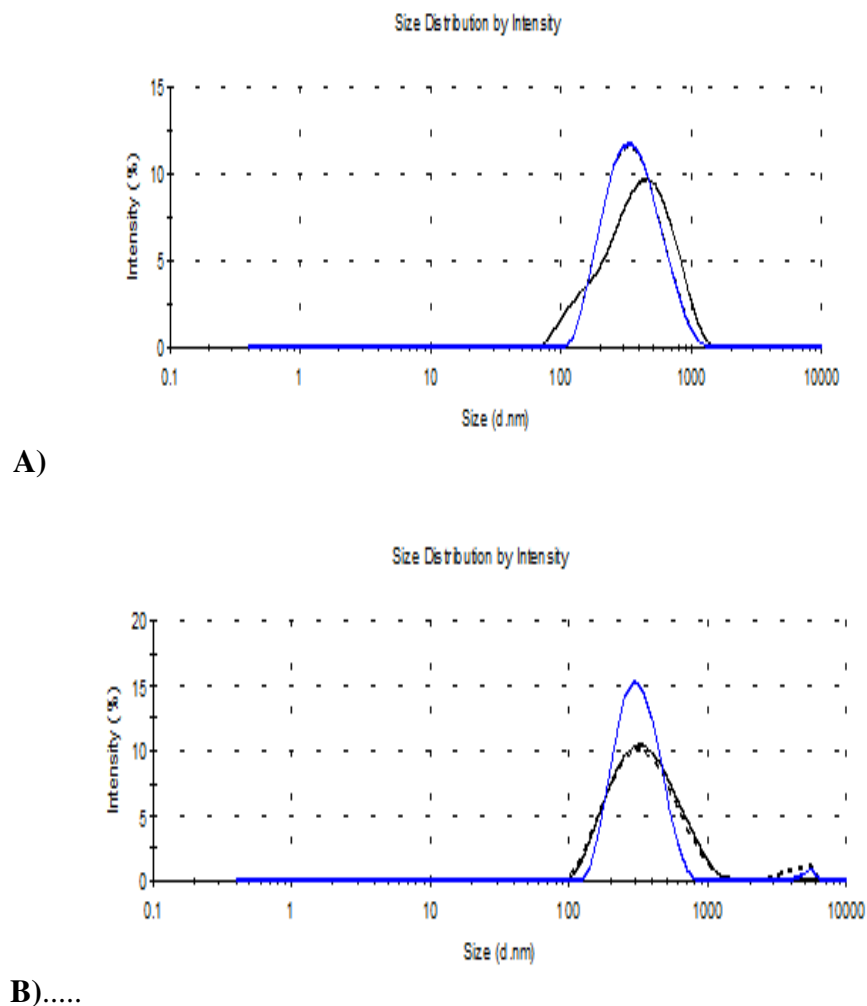 Size Distribution by Intensity
15
10
5
0
Intensity (%)
0.1 1 10 100 1000 10000
Size (d.nm)
A)
Size Distribution by Intensity
20
15
10
5
0
Intensity (%)
0.1 1 10 100 1000 10000
Size (d.nm)
B).....